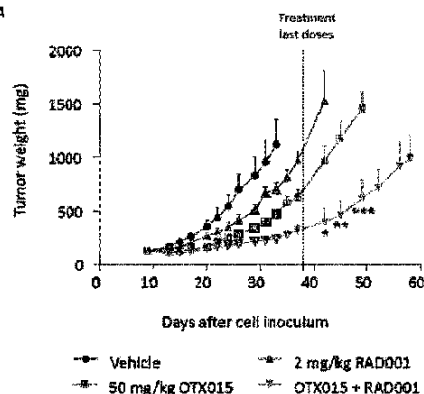 A
Treatment
last doses
2000
1500
1000
500
0
Tumor weight (mg)
0 10 20 30 40 50 60
* ** ***
Days after cell inoculum
Vehicle
2 mg/kg RAD001
50 mg/kg OTX015
OTX015 + RAD001